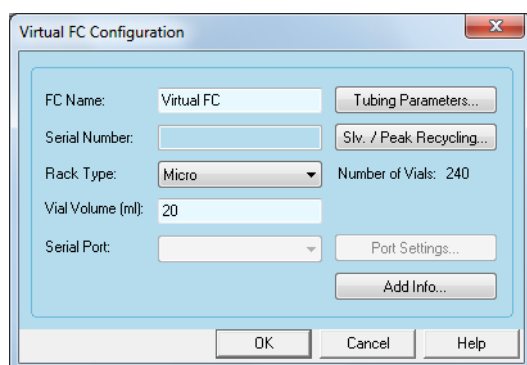 Virtual FC Configuration
FC Name: Virtual FC Tubing Parameters...
Serial Number: Slv. / Peak Recycling...
Rack Type: Micro Number of Vials: 240
Vial Volume (ml): 20
Serial Port: Port Settings...
Add Info...
OK Cancel Help